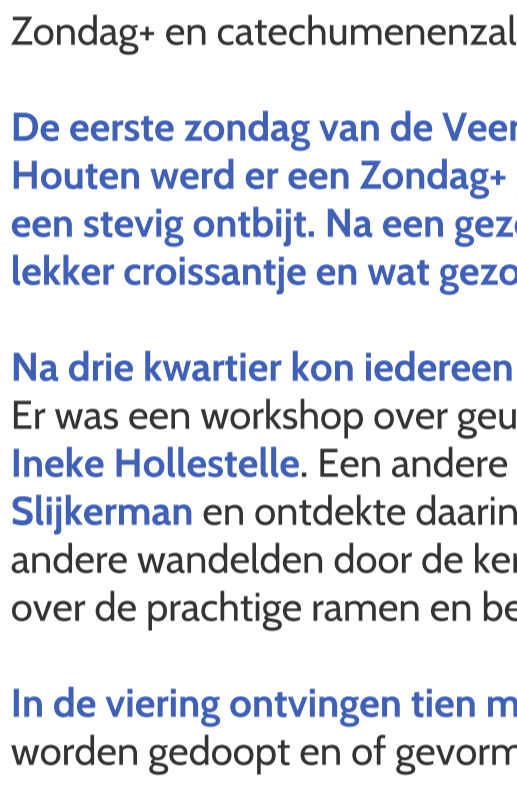 Zondag+ en catechumenenzal
De eerste zondag van de Veer
Houten werd er een Zondag+
een stevig ontbijt. Na een gez
lekker croissantje en wat gezo
Na drie kwartier kon iedereen
Er was een workshop over geu
Ineke Hollestelle. Een andere
Slijkerman en ontdekte daarin
andere wandelden door de ke
over de prachtige ramen en be
In de viering ontvingen tien m
worden gedoopt en of gevorm